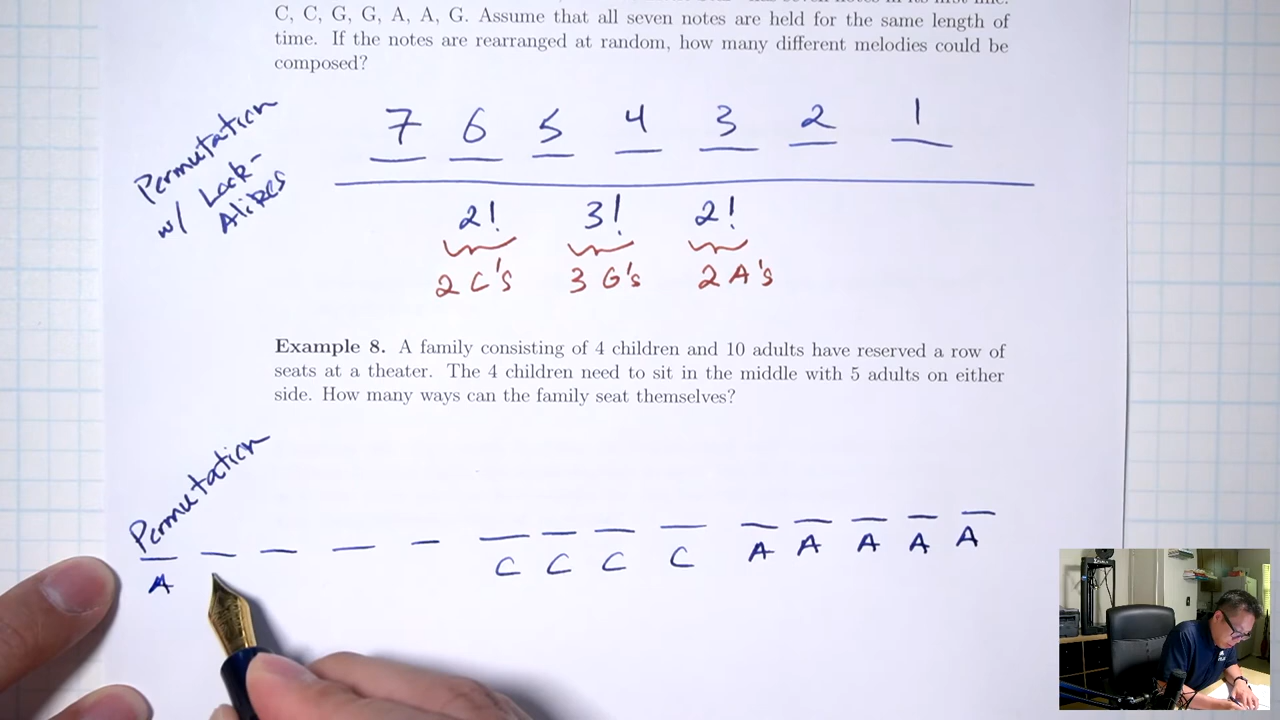 C, C, G, G, A, A, G. Assume that all seven notes are held for the same length of
time. If the notes are rearranged at random, how many different melodies could be
composed?
Permutation
w/ Look-
Alikes
7 6 5 4 3 2 1
2! 3! 2!
2 C's 3 G's 2 A's
Example 8. A family consisting of 4 children and 10 adults have reserved a row of
seats at a theater. The 4 children need to sit in the middle with 5 adults on either
side. How many ways can the family seat themselves?
Permutation
A C C C C A A A A A